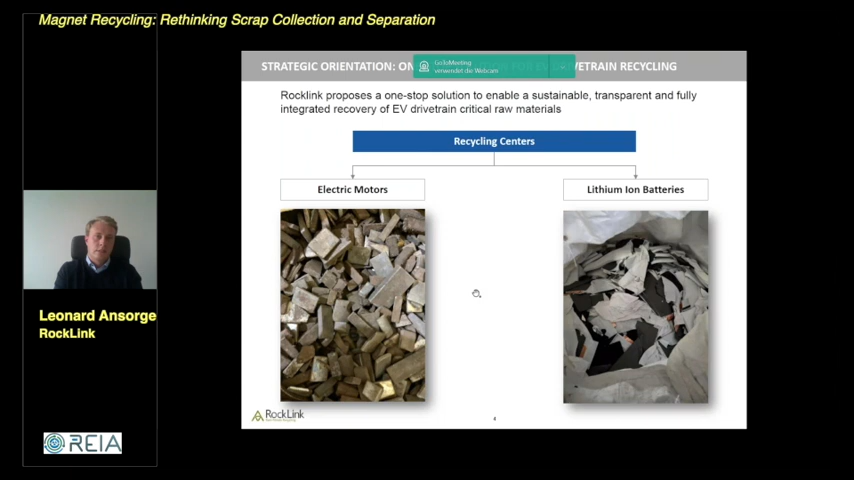 Magnet Recycling: Rethinking Scrap Collection and Separation
STRATEGIC ORIENTATION: ON
GoToMeeting
verwendet die Webcam
ETRAIN RECYCLING
Rocklink proposes a one-stop solution to enable a sustainable, transparent and fully
integrated recovery of EV drivetrain critical raw materials
Recycling Centers
Electric Motors
Lithium Ion Batteries
Leonard Ansorge
RockLink
REIA
RockLink
4